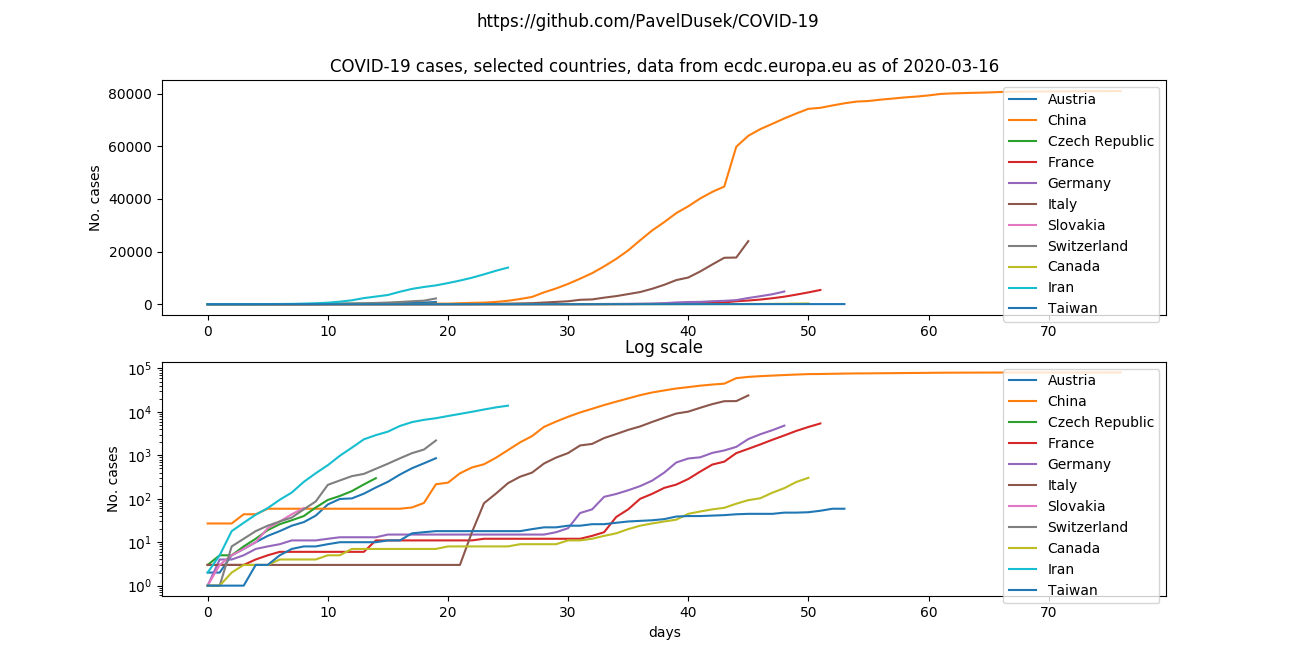 https://github.com/PavelDusek/COVID-19
COVID-19 cases, selected countries, data from ecdc.europa.eu as of 2020-03-16
No. cases
80000
60000
40000
20000
0
0 10 20 30 40 50 60 70
Austria
China
Czech Republic
France
Germany
Italy
Slovakia
Switzerland
Canada
Iran
Taiwan
Log scale
No. cases
10^5
10^4
10^3
10^2
10^1
10^0
0 10 20 30 40 50 60 70
days
Austria
China
Czech Republic
France
Germany
Italy
Slovakia
Switzerland
Canada
Iran
Taiwan